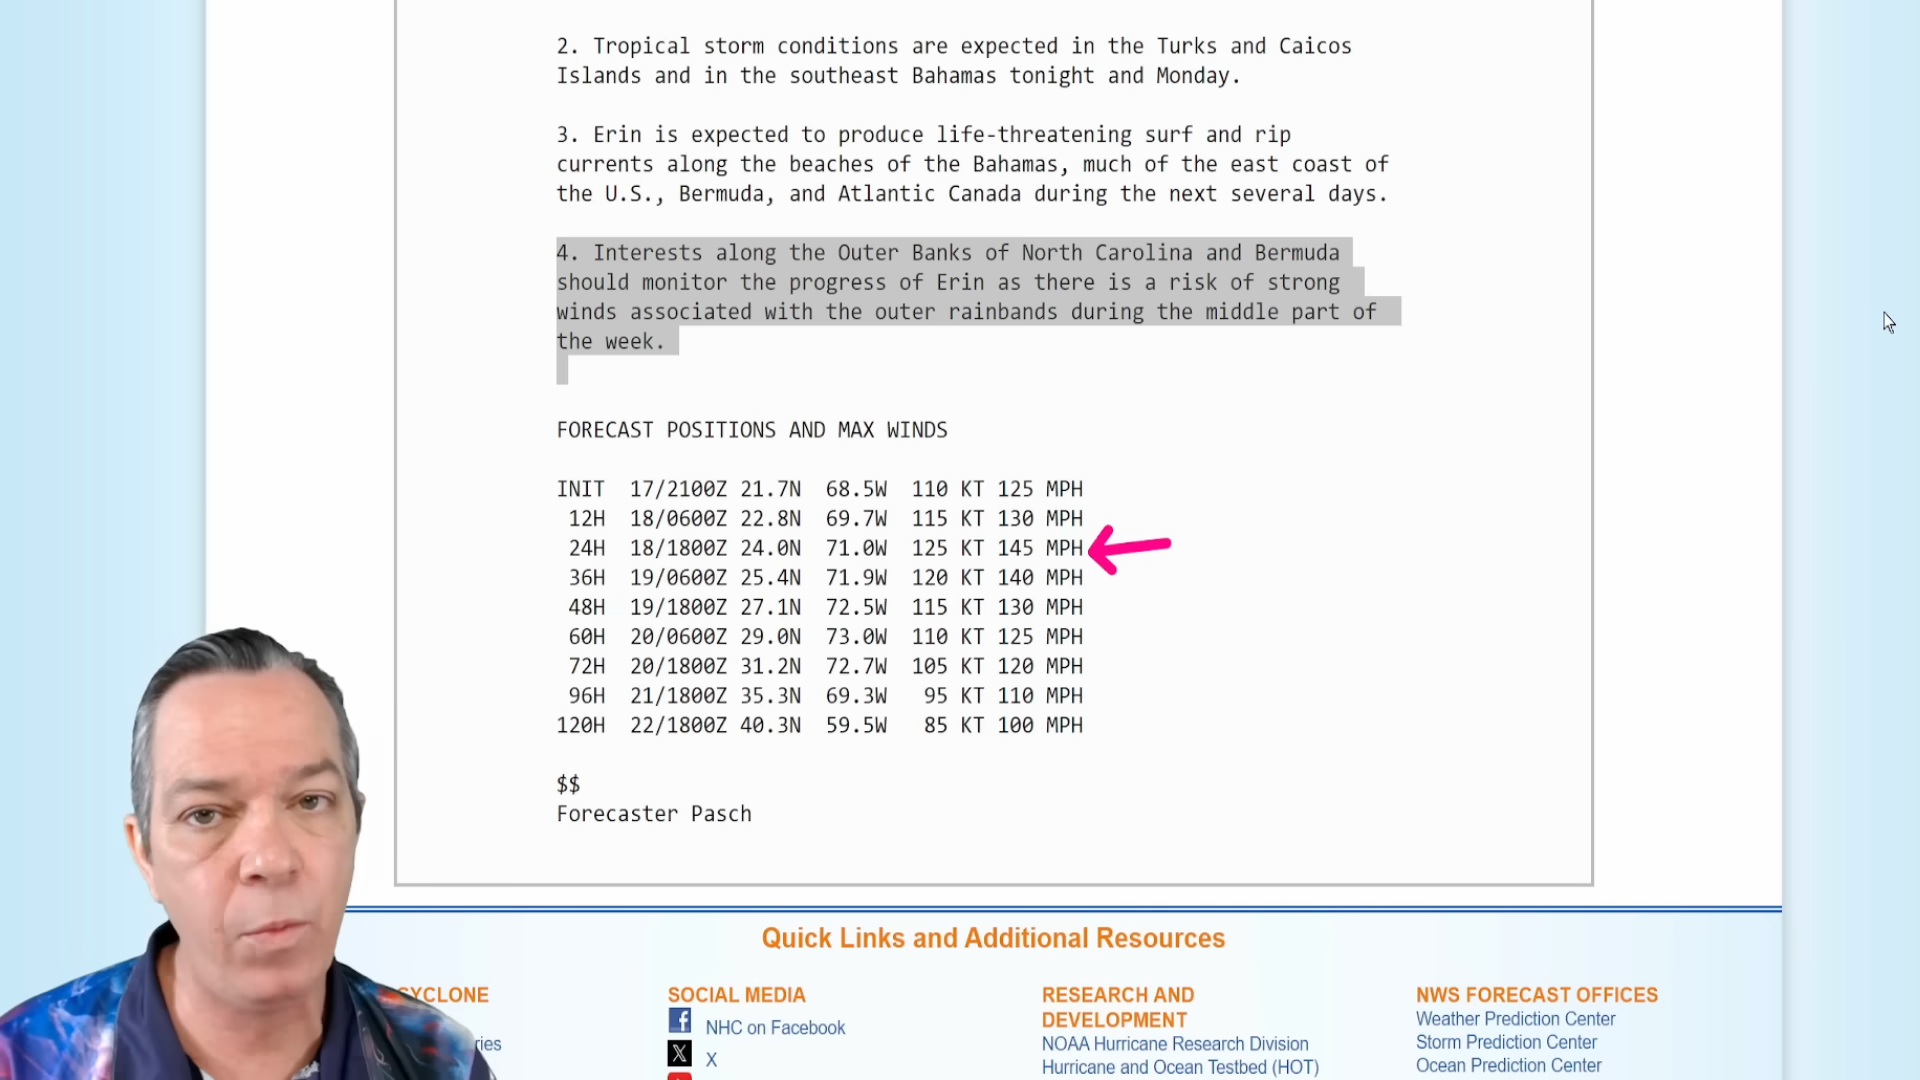 2. Tropical storm conditions are expected in the Turks and Caicos
Islands and in the southeast Bahamas tonight and Monday.
3. Erin is expected to produce life-threatening surf and rip
currents along the beaches of the Bahamas, much of the east coast of
the U.S., Bermuda, and Atlantic Canada during the next several days.
4. Interests along the Outer Banks of North Carolina and Bermuda
should monitor the progress of Erin as there is a risk of strong
winds associated with the outer rainbands during the middle part of
the week.
FORECAST POSITIONS AND MAX WINDS
INIT 17/2100Z 21.7N 68.5W 110 KT 125 MPH
12H 18/0600Z 22.8N 69.7W 115 KT 130 MPH
24H 18/1800Z 24.0N 71.0W 125 KT 145 MPH
36H 19/0600Z 25.4N 71.9W 120 KT 140 MPH
48H 19/1800Z 27.1N 72.5W 115 KT 130 MPH
60H 20/0600Z 29.0N 73.0W 110 KT 125 MPH
72H 20/1800Z 31.2N 72.7W 105 KT 120 MPH
96H 21/1800Z 35.3N 69.3W 95 KT 110 MPH
120H 22/1800Z 40.3N 59.5W 85 KT 100 MPH
$$
Forecaster Pasch
Quick Links and Additional Resources
CYCLONE
ries
SOCIAL MEDIA
NHC on Facebook
X
RESEARCH AND
DEVELOPMENT
NOAA Hurricane Research Division
Hurricane and Ocean Testbed (HOT)
NWS FORECAST OFFICES
Weather Prediction Center
Storm Prediction Center
Ocean Prediction Center